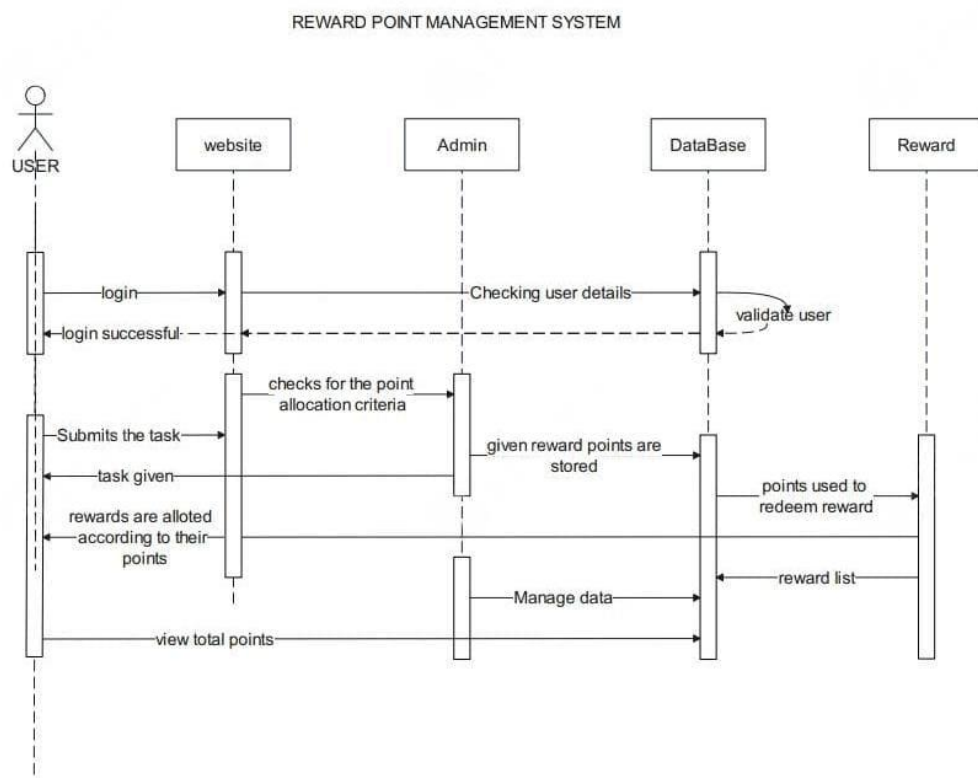 REWARD POINT MANAGEMENT SYSTEM
USER
website
Admin
DataBase
Reward
login
Checking user details
validate user
login successful
checks for the point
allocation criteria
Submits the task
given reward points are
stored
task given
points used to
redeem reward
rewards are alloted
according to their
points
reward list
Manage data
view total points